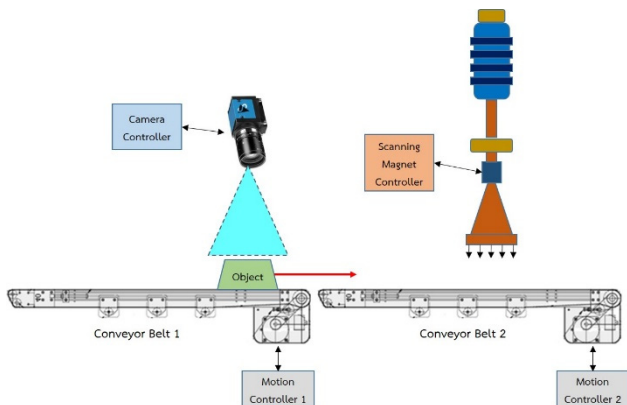 Camera
Controller
Scanning
Magnet
Controller
Object
Conveyor Belt 1
Conveyor Belt 2
Motion
Controller 1
Motion
Controller 2